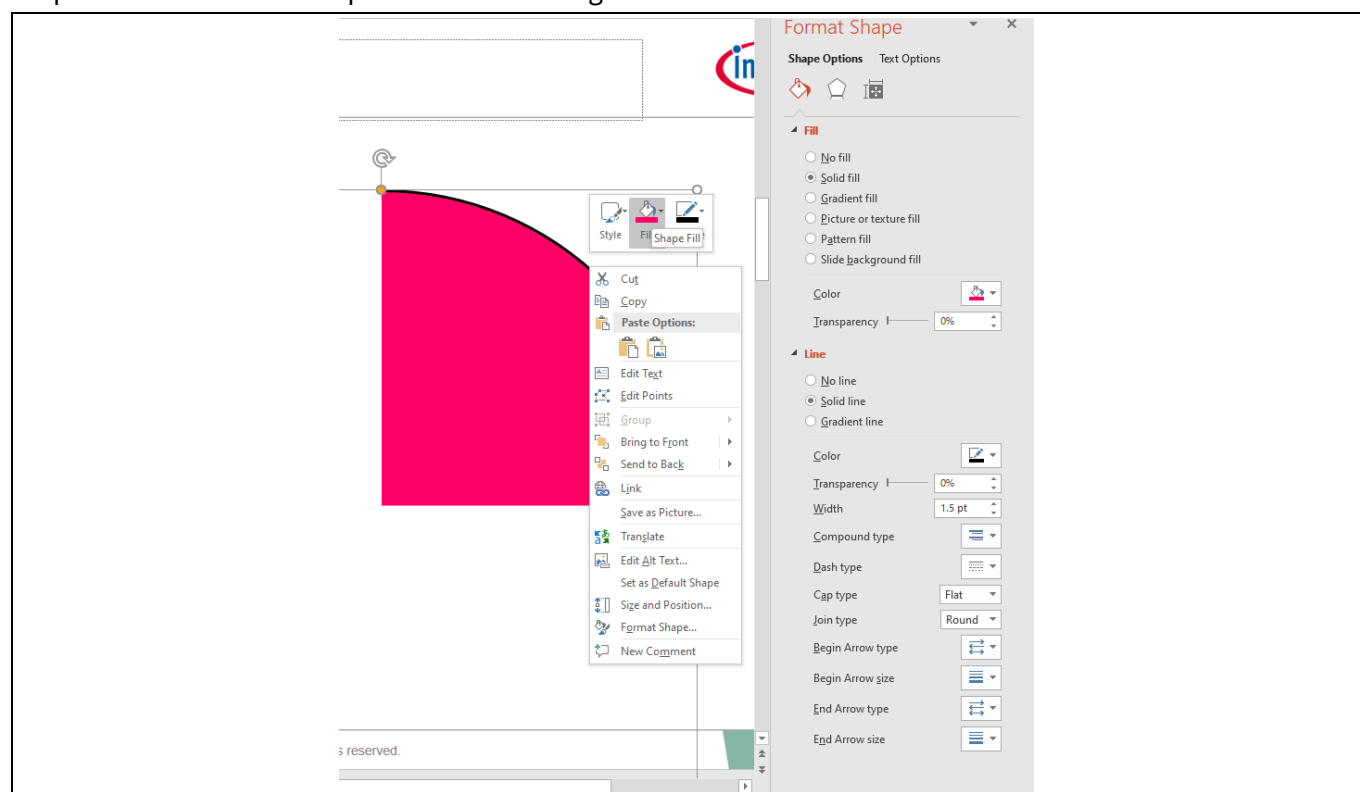 Format Shape
Shape Options Text Options
Fill
No fill
Solid fill
Gradient fill
Picture or texture fill
Pattern fill
Slide background fill
Color
Transparency 0%
Line
No line
Solid line
Gradient line
Color
Transparency 0%
Width 1.5 pt
Compound type
Dash type
Cap type Flat
Join type Round
Begin Arrow type
Begin Arrow size
End Arrow type
End Arrow size
in
Style
Shape Fill
Cut
Copy
Paste Options:
Edit Text
Edit Points
Group
Bring to Front
Send to Back
Link
Save as Picture...
Translate
Edit Alt Text...
Set as Default Shape
Size and Position...
Format Shape...
New Comment
s reserved.